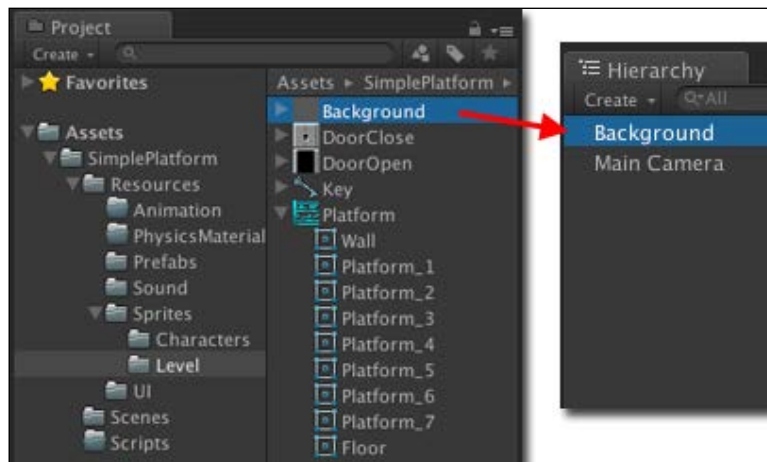 Project
Create
Favorites
Assets
SimplePlatform
Resources
Animation
PhysicsMaterial
Prefabs
Sound
Sprites
Characters
Level
UI
Scenes
Scripts
Assets ▸ SimplePlatform ▸
Background
DoorClose
DoorOpen
Key
Platform
Wall
Platform_1
Platform_2
Platform_3
Platform_4
Platform_5
Platform_6
Platform_7
Floor
Hierarchy
Create All
Background
Main Camera